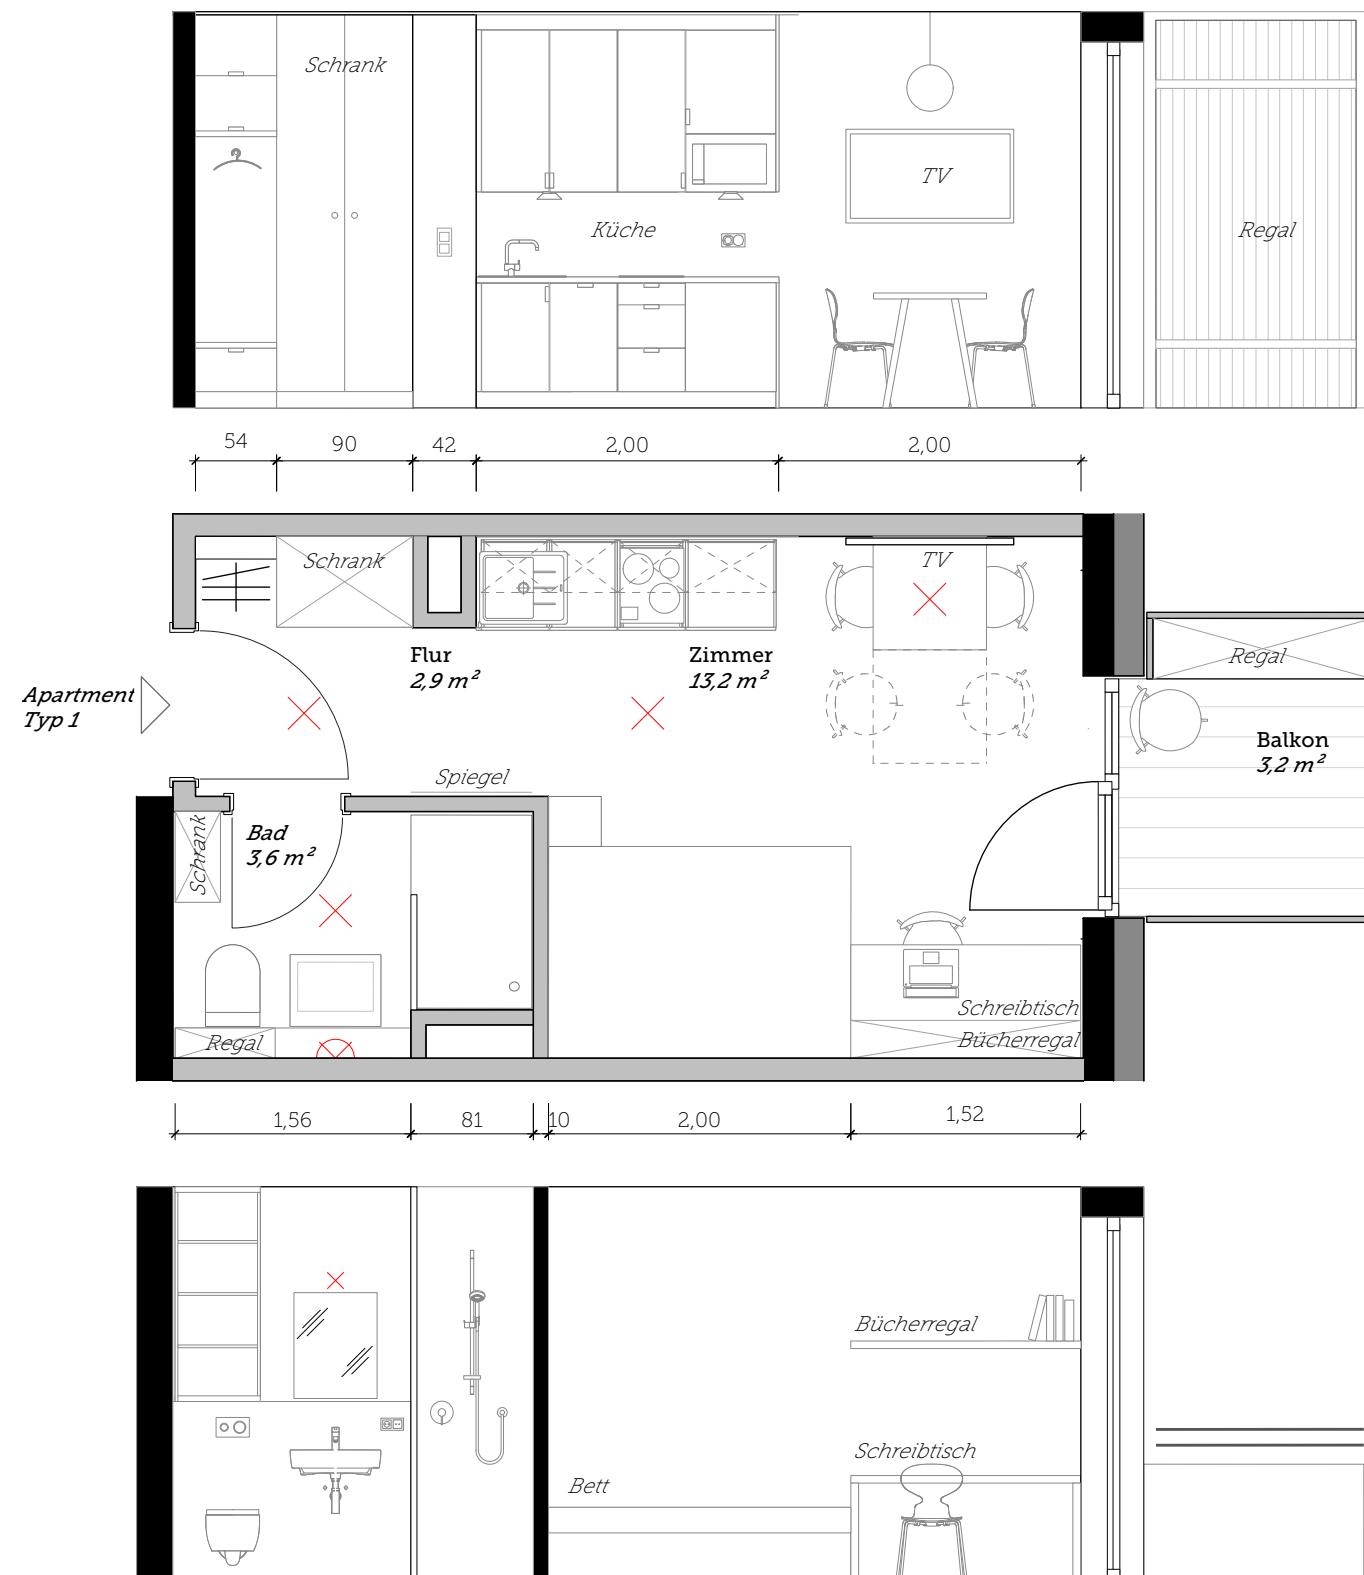 Schrank
TV
Küche
Regal
54
90
42
2,00
2,00
Schrank
TV
Flur
2,9 m²
Zimmer
13,2 m²
Regal
Apartment
Typ 1
Balkon
3,2 m²
Spiegel
Schrank
Bad
3,6 m²
Schreibtisch
Regal
Bücherregal
1,56
81
10
2,00
1,52
Bücherregal
Schreibtisch
Bett